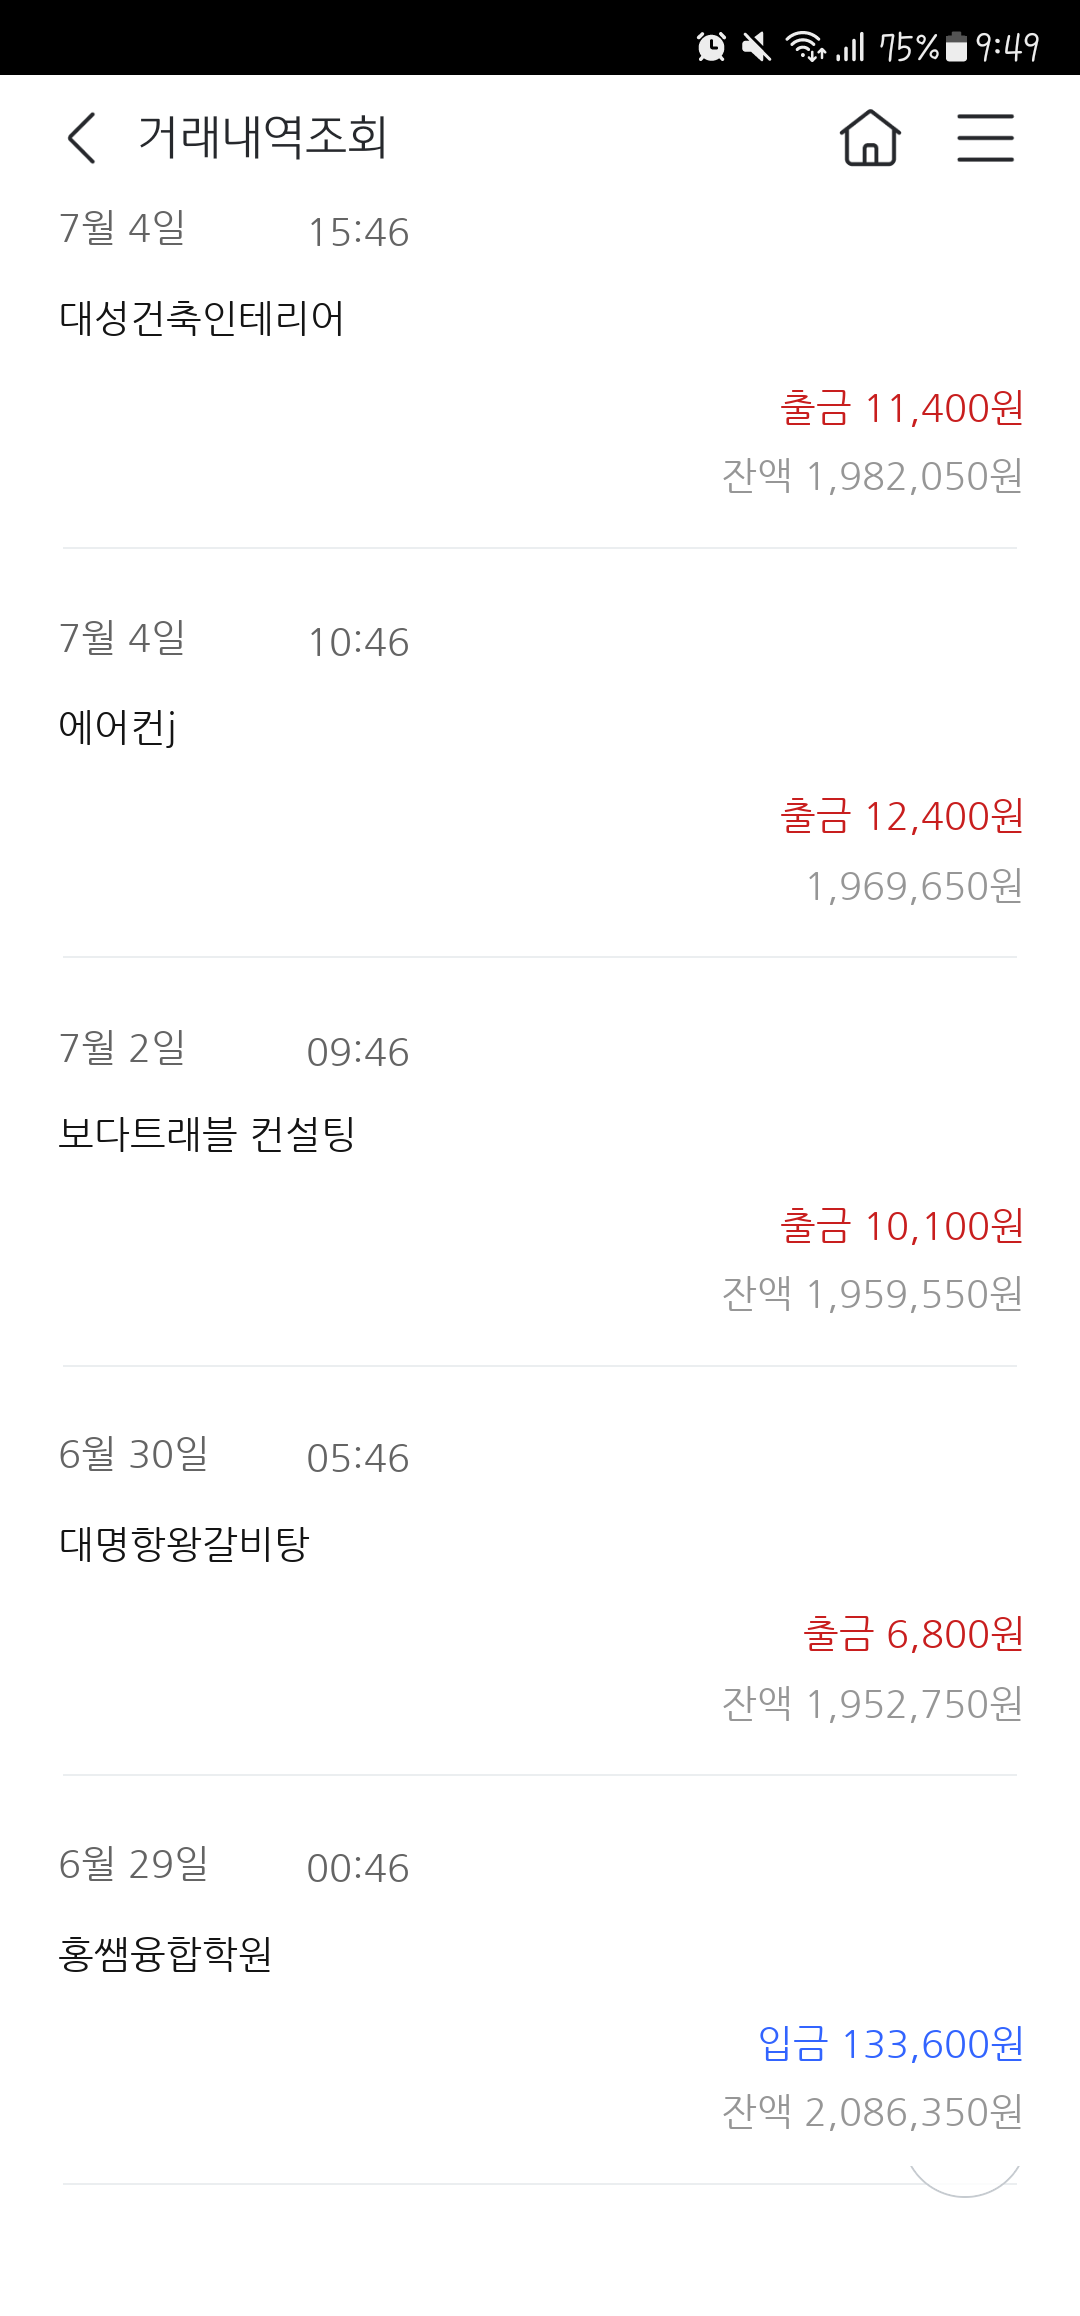 75% 9:49
거래내역조회
7월 4일 15:46
대성건축인테리어
출금 11,400원
잔액 1,982,050원
7월 4일 10:46
에어컨j
출금 12,400원
1,969,650원
7월 2일 09:46
보다트래블 컨설팅
출금 10,100원
잔액 1,959,550원
6월 30일 05:46
대명항왕갈비탕
출금 6,800원
잔액 1,952,750원
6월 29일 00:46
홍쌤융합학원
입금 133,600원
잔액 2,086,350원